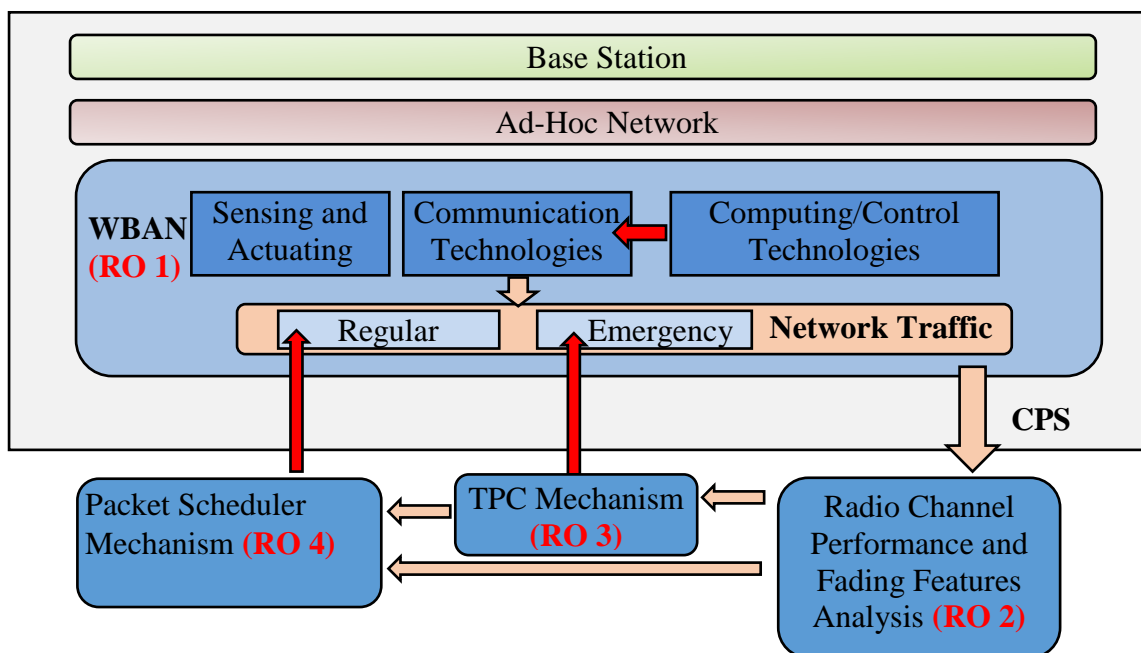 Base Station
Ad-Hoc Network
WBAN
(RO 1)
Sensing and
Actuating
Communication
Technologies
Computing/Control
Technologies
Regular
Emergency
Network Traffic
CPS
Packet Scheduler
Mechanism (RO 4)
TPC Mechanism
(RO 3)
Radio Channel
Performance and
Fading Features
Analysis (RO 2)